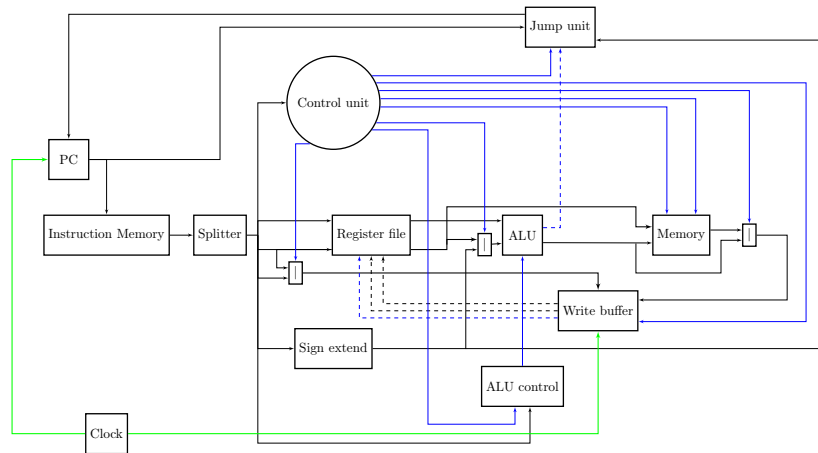 Jump unit
Control unit
PC
Instruction Memory
Splitter
Register file
|
ALU
Memory
|
|
Write buffer
Sign extend
ALU control
Clock